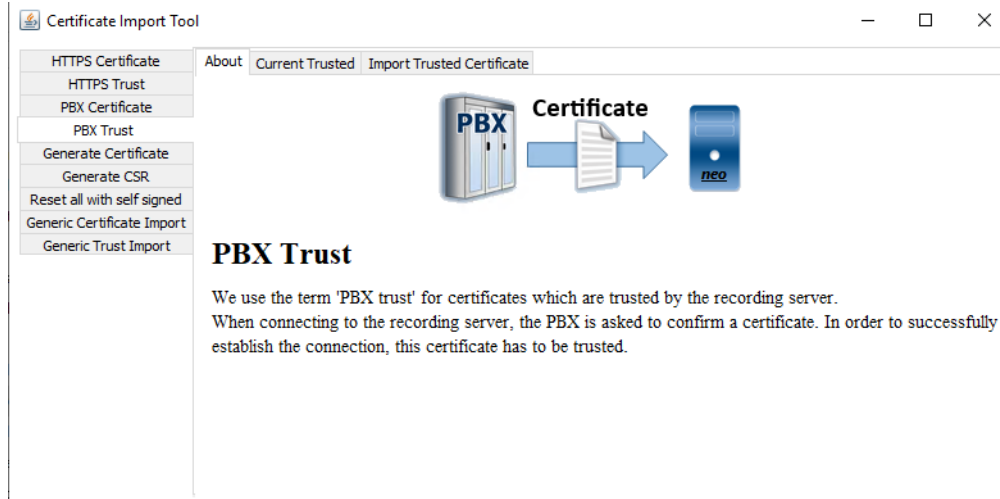 Certificate Import Tool
HTTPS Certificate
HTTPS Trust
PBX Certificate
PBX Trust
Generate Certificate
Generate CSR
Reset all with self signed
Generic Certificate Import
Generic Trust Import
About Current Trusted Import Trusted Certificate
Certificate
PBX
neo
PBX Trust
We use the term 'PBX trust' for certificates which are trusted by the recording server.
When connecting to the recording server, the PBX is asked to confirm a certificate. In order to successfully
establish the connection, this certificate has to be trusted.